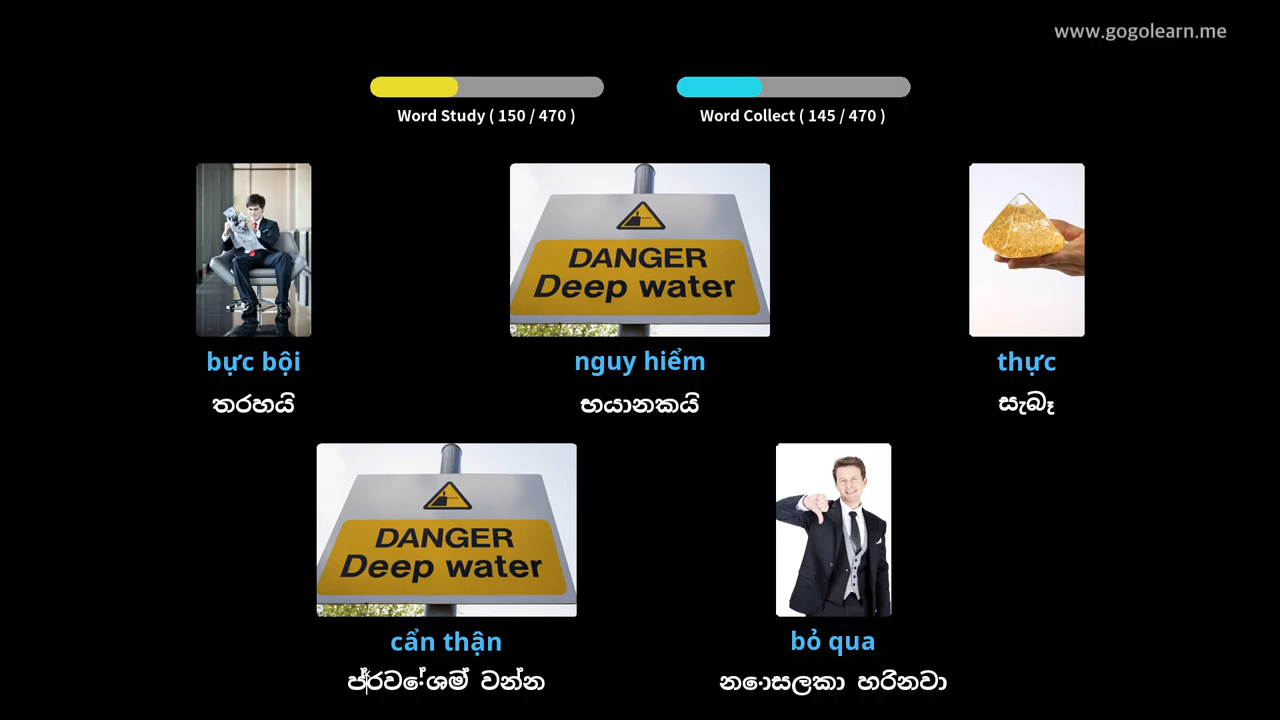 www.gogolearn.me
Word Study ( 150 / 470 )
Word Collect ( 145 / 470 )
DANGER
Deep water
bực bội
nguy hiểm
thực
තරහයි
භයානකයි
සැබෑ
DANGER
Deep water
cẩn thận
bỏ qua
ප්‍රවේශම් වන්න
නොසලකා හරිනවා